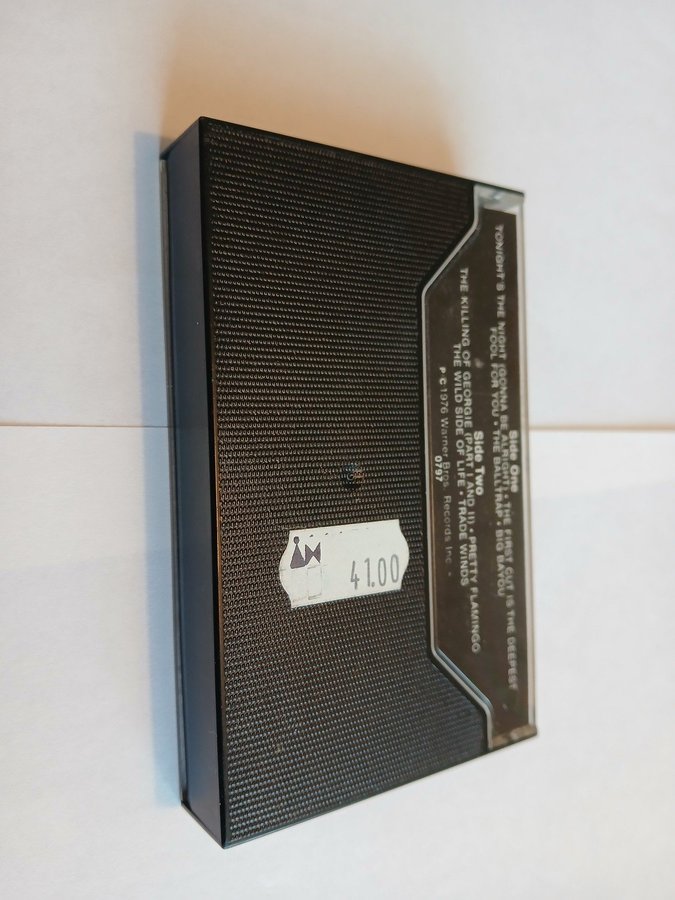 Side One
TONIGHT'S THE NIGHT (GONNA BE ALRIGHT) • THE FIRST CUT IS THE DEEPEST
FOOL FOR YOU • THE BALLTRAP • BIG BAYOU
Side Two
THE KILLING OF GEORGIE (PART I AND II) • PRETTY FLAMINGO
THE WILD SIDE OF LIFE • TRADE WINDS
P C 1976 Warner Bros. Records Inc.
0797
41.00